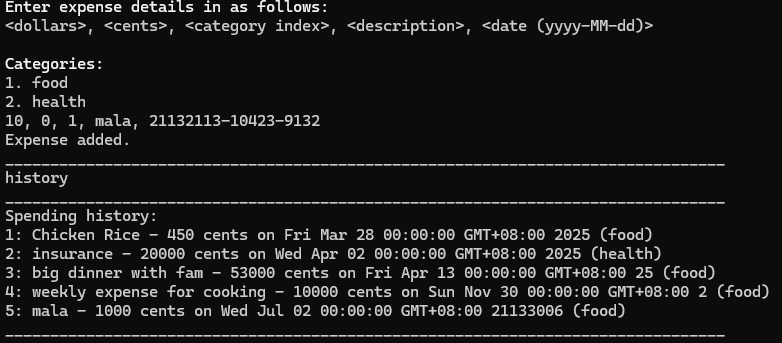 Enter expense details in as follows:
<dollars>, <cents>, <category index>, <description>, <date (yyyy-MM-dd)>
Categories:
1. food
2. health
10, 0, 1, mala, 21132113-10423-9132
Expense added.
________________________________________________________________________________
history
________________________________________________________________________________
Spending history:
1: Chicken Rice - 450 cents on Fri Mar 28 00:00:00 GMT+08:00 2025 (food)
2: insurance - 20000 cents on Wed Apr 02 00:00:00 GMT+08:00 2025 (health)
3: big dinner with fam - 53000 cents on Fri Apr 13 00:00:00 GMT+08:00 25 (food)
4: weekly expense for cooking - 10000 cents on Sun Nov 30 00:00:00 GMT+08:00 2 (food)
5: mala - 1000 cents on Wed Jul 02 00:00:00 GMT+08:00 21133006 (food)
________________________________________________________________________________